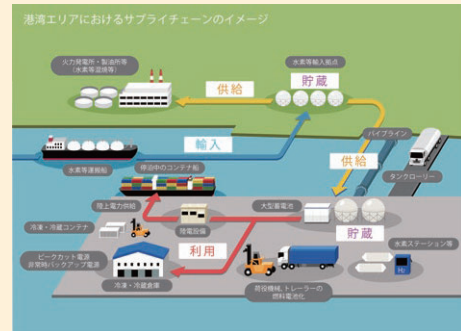 港湾エリアにおけるサプライチェーンのイメージ
火力発電所・製油所等
(水素等混焼等)
水素等輸入拠点
貯蔵
供給
輸入
パイプライン
水素等運搬船
停泊中のコンテナ船
供給
タンクローリー
陸上電力供給
陸電設備
大型蓄電池
冷凍・冷蔵コンテナ
貯蔵
利用
水素ステーション等
ピークカット電源
非常時バックアップ電源
H2
冷凍・冷蔵倉庫
荷役機械、トレーラーの
燃料電池化